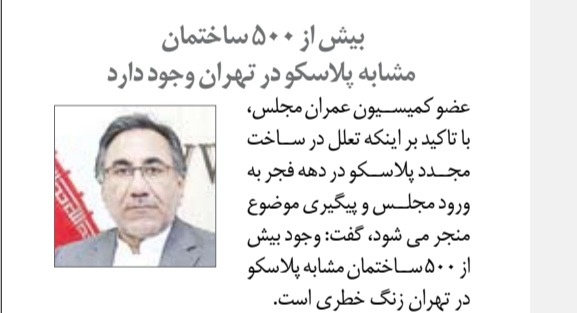 بیش از ۵۰۰ ساختمان
مشابه پلاسکو در تهران وجود دارد
عضو کمیسیون عمران مجلس،
با تاکید بر اینکه تعلل در ساخت
مجدد پلاسکو در دهه فجر به
ورود مجلس و پیگیری موضوع
منجر می شود، گفت: وجود بیش
از ۵۰۰ ساختمان مشابه پلاسکو
در تهران زنگ خطری است.